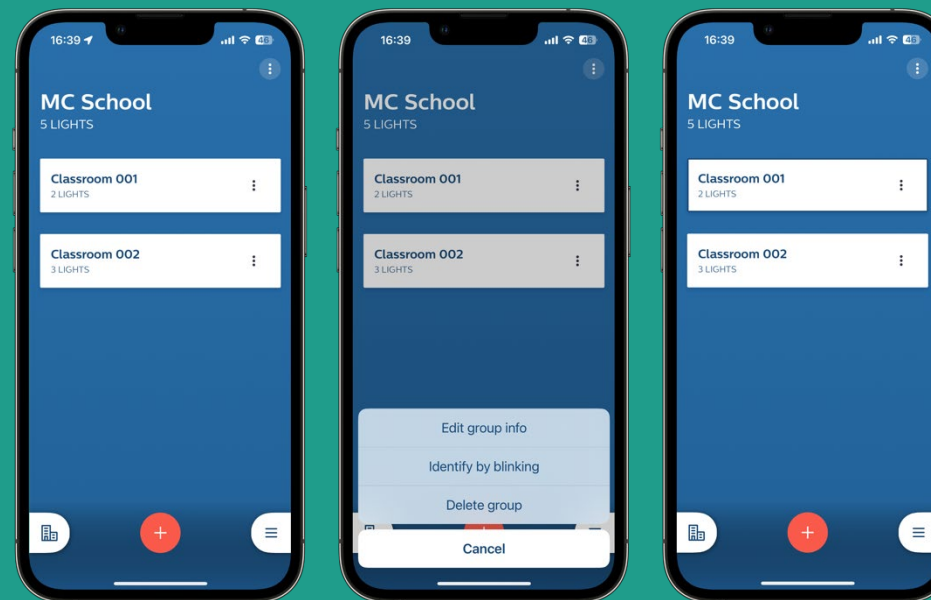 16:39
46
MC School
5 LIGHTS
Classroom 001
2 LIGHTS
Classroom 002
3 LIGHTS
16:39
46
MC School
5 LIGHTS
Classroom 001
2 LIGHTS
Classroom 002
3 LIGHTS
Edit group info
Identify by blinking
Delete group
Cancel
16:39
46
MC School
5 LIGHTS
Classroom 001
2 LIGHTS
Classroom 002
3 LIGHTS